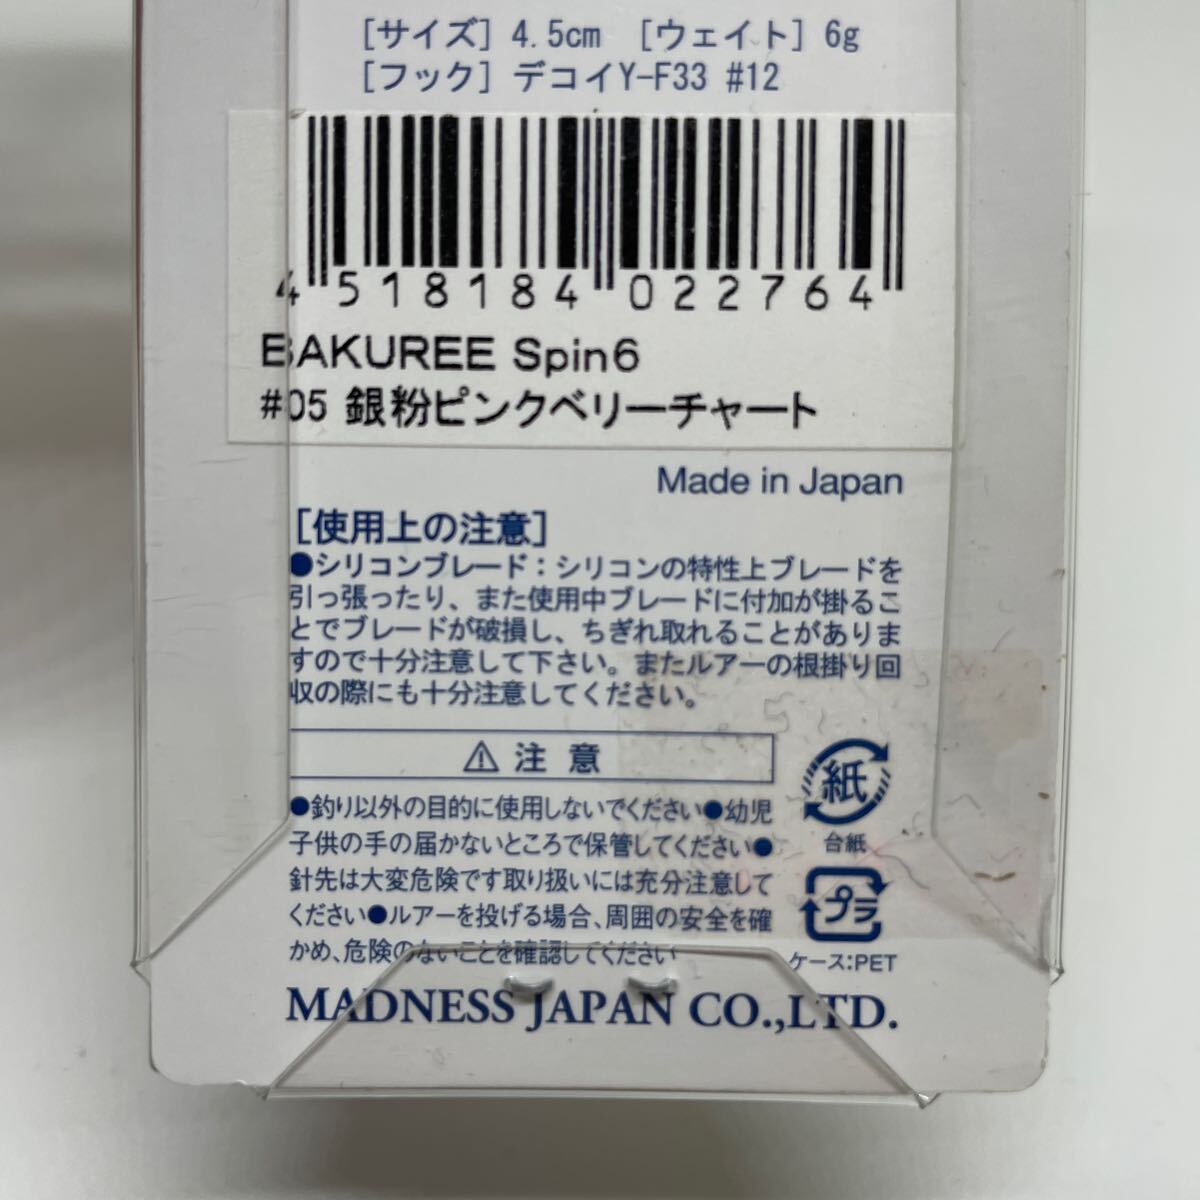 [サイズ] 4.5cm [ウェイト] 6g
[フック] デコイY-F33 #12
4 518184 022764
BAKUREE Spin6
#05 銀粉ピンクベリーチャート
Made in Japan
[使用上の注意]
●シリコンブレード：シリコンの特性上ブレードを
引っ張ったり、また使用中ブレードに付加が掛るこ
とでブレードが破損し、ちぎれ取れることがありま
すので十分注意して下さい。またルアーの根掛り回
収の際にも十分注意してください。
⚠ 注 意
●釣り以外の目的に使用しないでください●幼児
子供の手の届かないところで保管してください●
針先は大変危険です取り扱いには充分注意して
ください●ルアーを投げる場合、周囲の安全を確
かめ、危険のないことを確認してください
紙
台紙
プラ
ケース:PET
MADNESS JAPAN CO.,LTD.